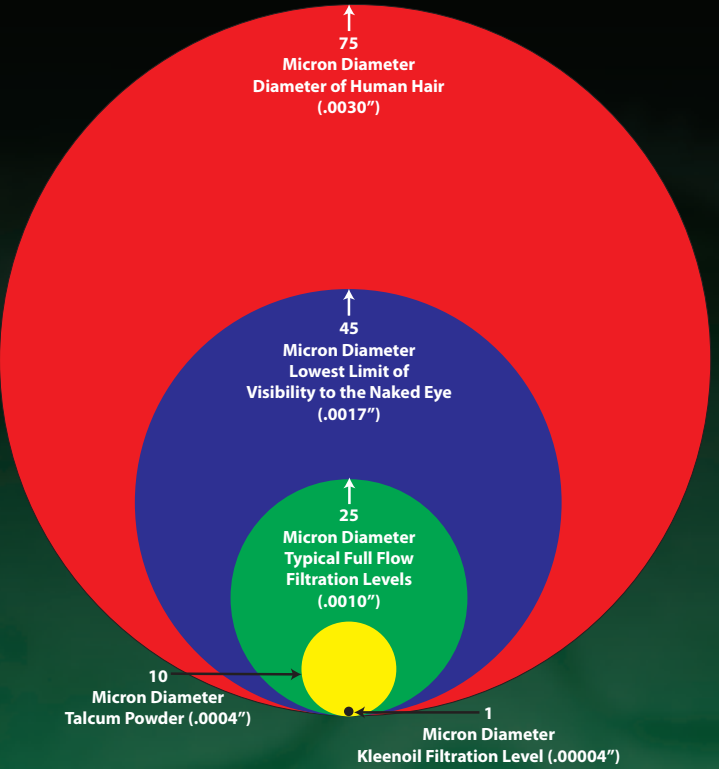 75
Micron Diameter
Diameter of Human Hair
(.0030”)
45
Micron Diameter
Lowest Limit of
Visibility to the Naked Eye
(.0017”)
25
Micron Diameter
Typical Full Flow
Filtration Levels
(.0010”)
10
Micron Diameter
Talcum Powder (.0004”)
1
Micron Diameter
Kleenoil Filtration Level (.00004”)